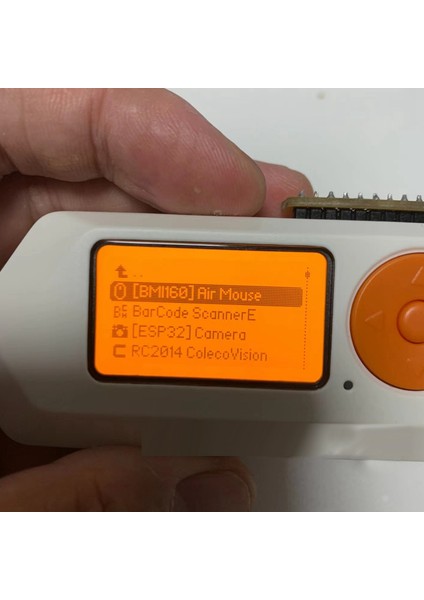 ..
[BMI160] Air Mouse
BarCode ScannerE
[ESP32] Camera
RC2014 ColecoVision